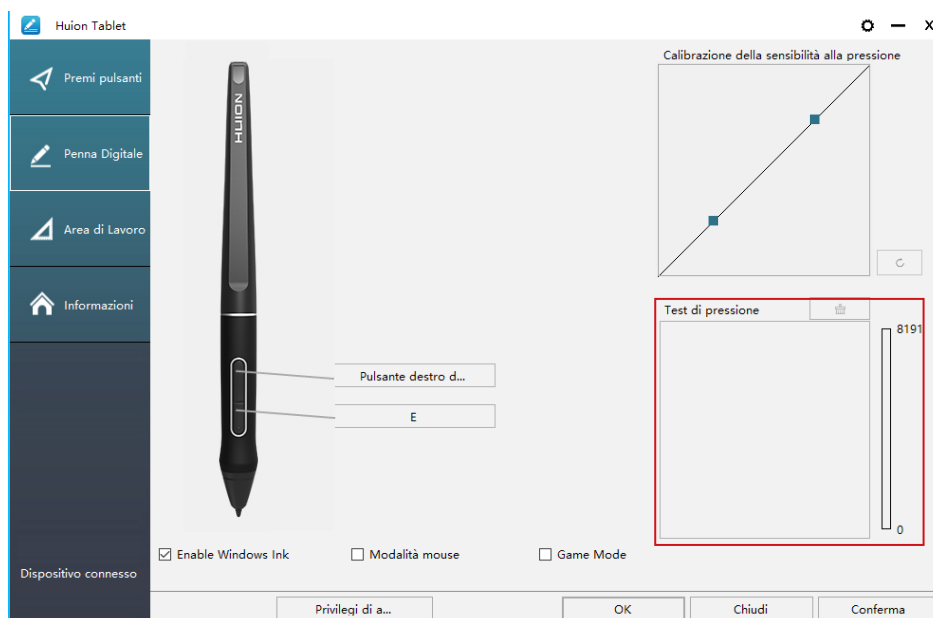 Huion Tablet
X
Premi pulsanti
Penna Digitale
Area di Lavoro
Informazioni
Dispositivo connesso
HUION
Pulsante destro d...
E
Calibrazione della sensibilità alla pressione
Test di pressione
8191
0
Enable Windows Ink
Modalità mouse
Game Mode
Privilegi di a...
OK
Chiudi
Conferma